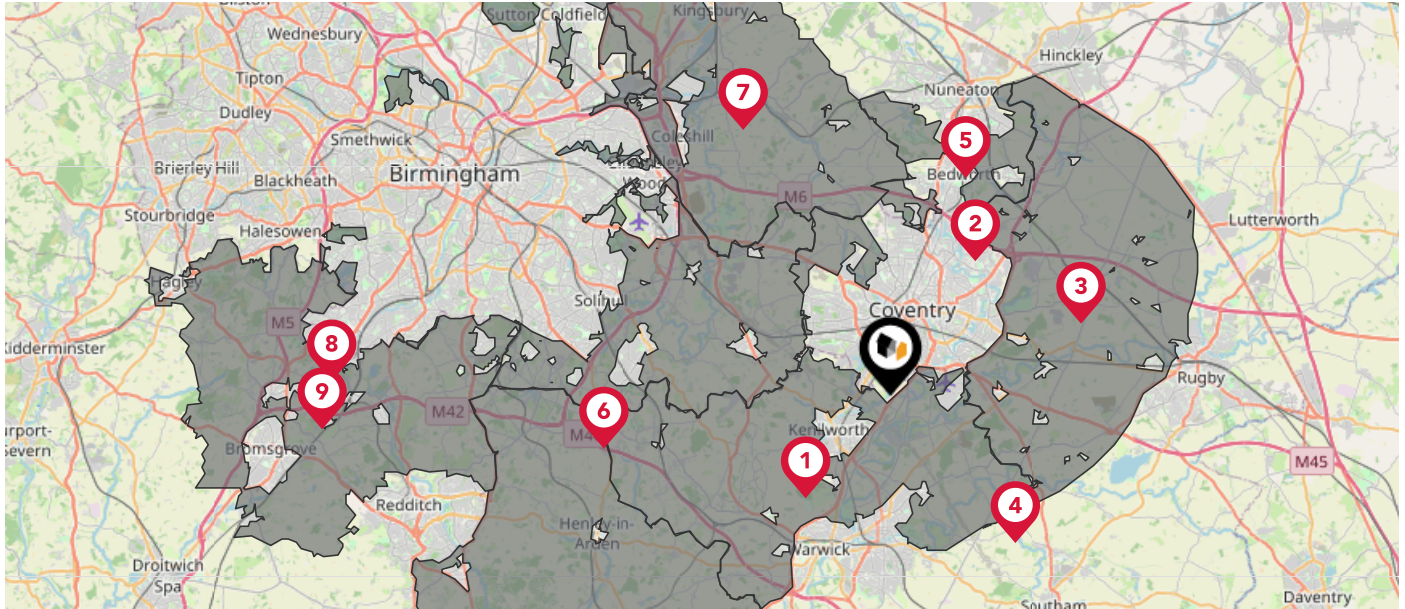 Sutton Coldfield
Kingsbury
Wednesbury
Hinckley
Tipton
Nuneaton
7
Dudley
Smethwick
Coleshill
5
Brierley Hill
Birmingham
Wood
Bedworth
Blackheath
M6
Stourbridge
Lutterworth
2
Halesowen
Hagley
3
Solihull
Coventry
M5
8
Kidderminster
Rugby
9
M42
6
Kenilworth
Bromsgrove
1
M45
Redditch
4
Henley-in-
Arden
Warwick
Droitwich
Spa
Daventry
Southam